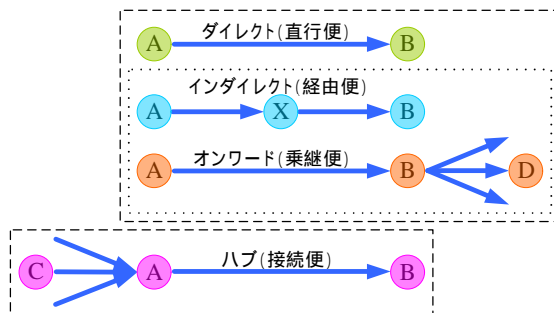 ダイレクト(直行便)
A B
インダイレクト(経由便)
A X B
オンワード(乗継便)
A B D
ハブ(接続便)
C A B